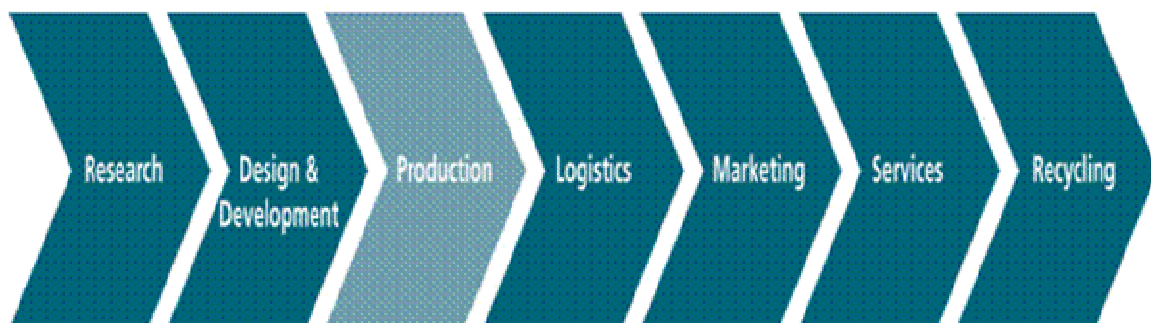 Research
Design &
Development
Production
Logistics
Marketing
Services
Recycling